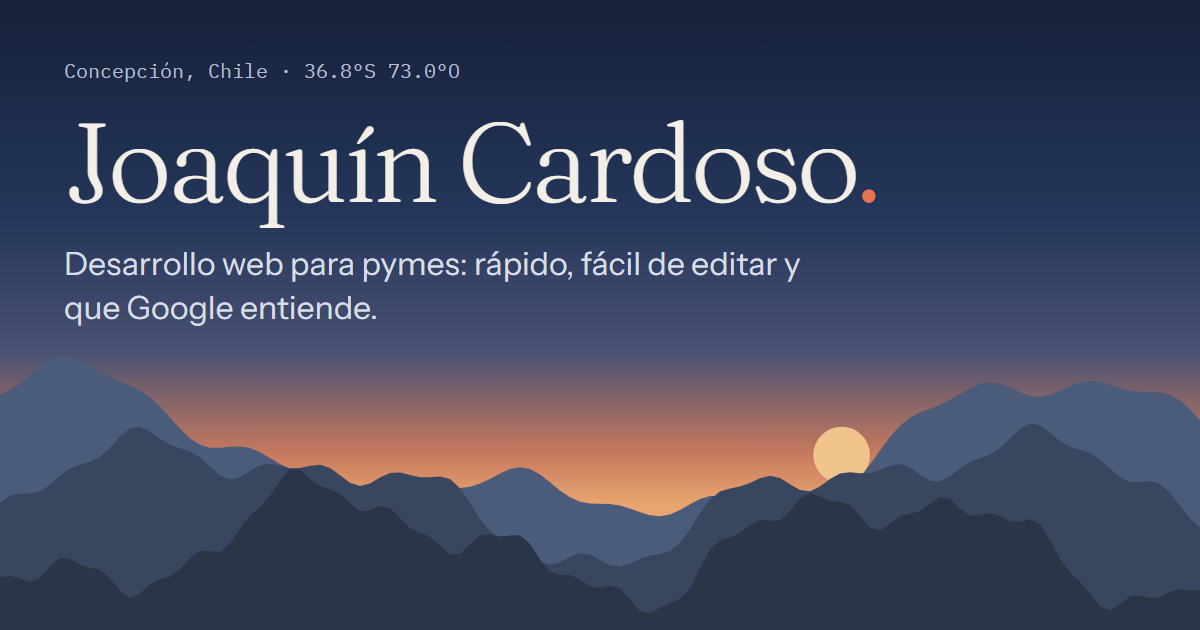 Concepción, Chile · 36.8°S 73.0°O
Joaquín Cardoso.
Desarrollo web para pymes: rápido, fácil de editar y
que Google entiende.